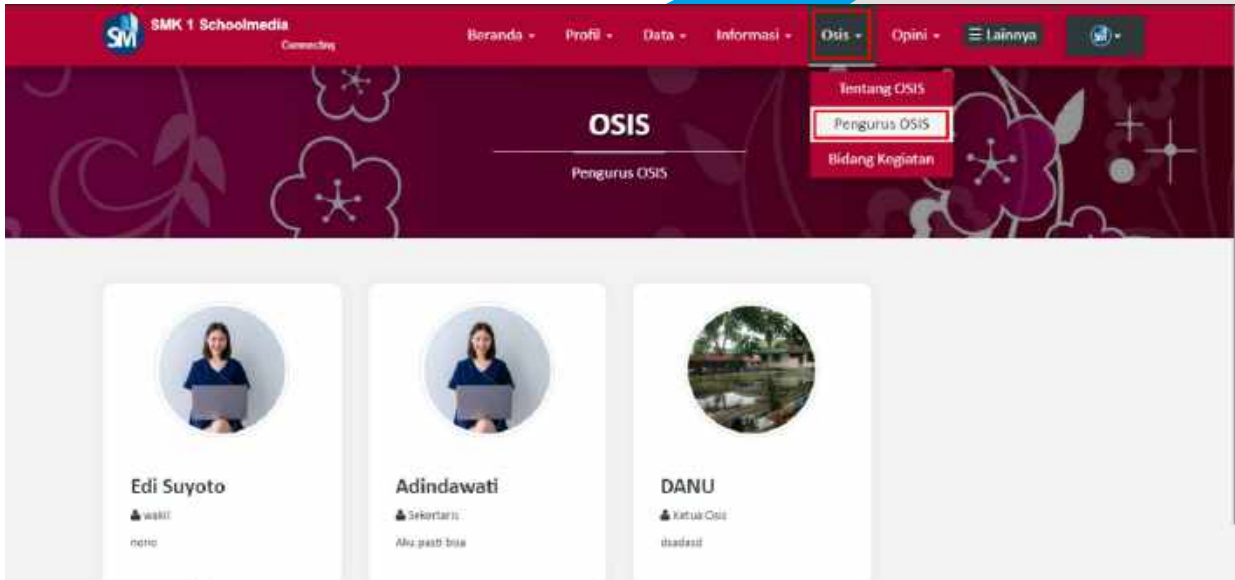 SM SMK 1 Schoolmedia
Connecting
Beranda Profil Data Informasi Osis Opini Lainnya
Tentang OSIS
Pengurus OSIS
Bidang Kegiatan
OSIS
Pengurus OSIS
Edi Suyoto
wakil
Adindawati
Sekertaris
Aku pasti bisa
DANU
Ketua Osis
dsadasd